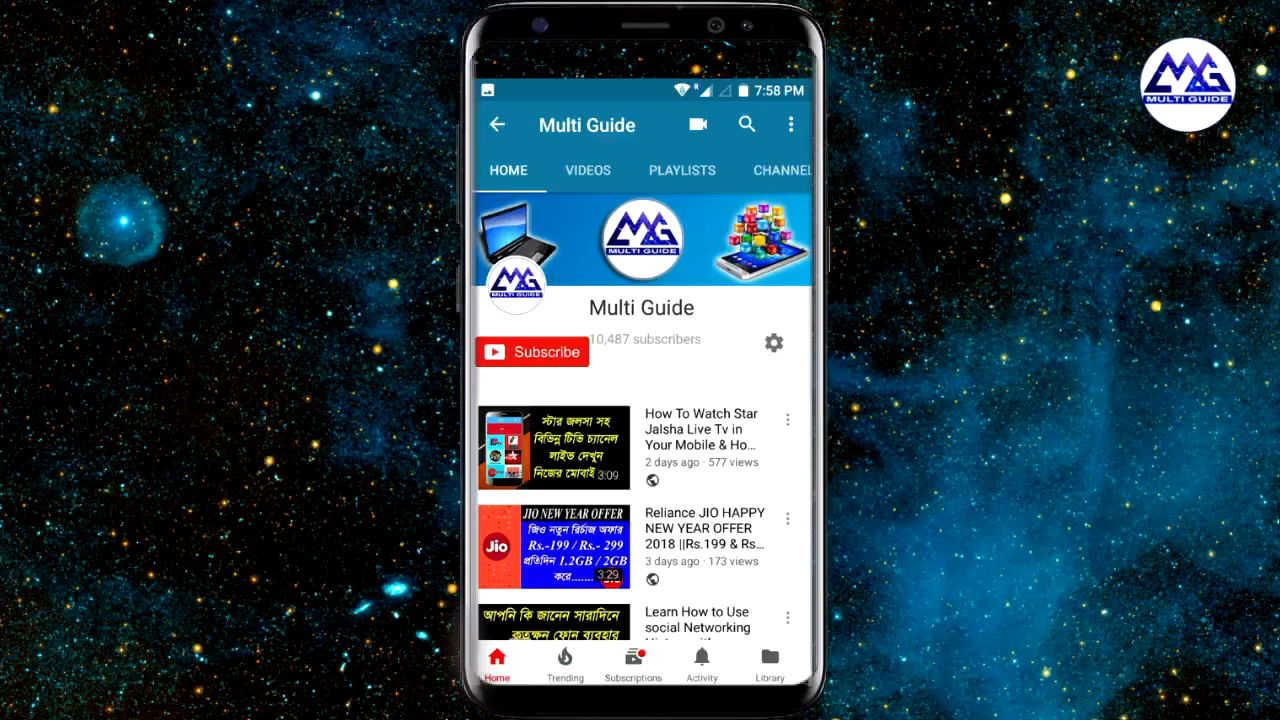 MULTI GUIDE
7:58 PM
Multi Guide
HOME VIDEOS PLAYLISTS CHANNEL
MULTI GUIDE
MULTI GUIDE
Multi Guide
10,487 subscribers
Subscribe
স্টার জলসা সহ
বিভিন্ন টিভি চ্যানেল
লাইভ দেখুন
নিজের মোবাই
3:09
How To Watch Star
Jalsha Live Tv in
Your Mobile & Ho...
2 days ago · 577 views
JIO NEW YEAR OFFER
Jio
জিও নতুন রির্চাজ অফার
Rs.-199 / Rs.- 299
প্রতিদিন 1.2GB / 2GB
করে.......
3:29
Reliance JIO HAPPY
NEW YEAR OFFER
2018 ||Rs.199 & Rs...
3 days ago · 173 views
আপনি কি জানেন সারাদিনে
কতক্ষন ফোন ব্যবহার
Learn How to Use
social Networking
Home Trending Subscriptions Activity Library